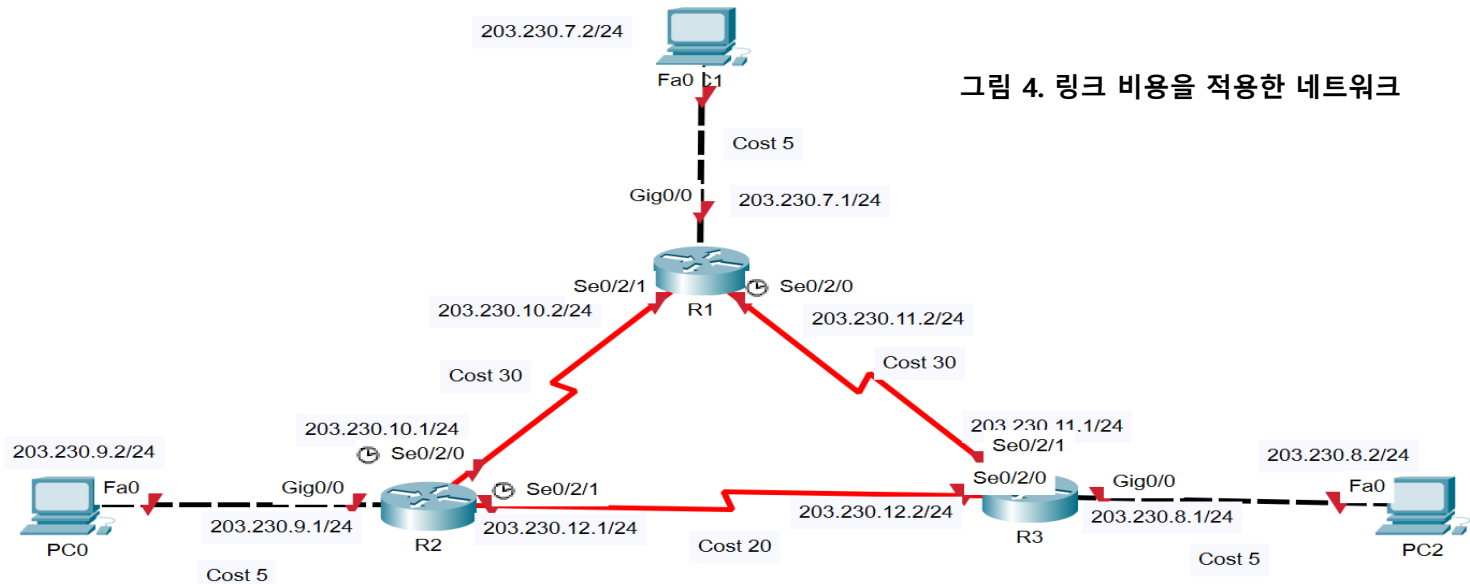 203.230.7.2/24
Fa0
C1
그림 4. 링크 비용을 적용한 네트워크
Cost 5
Gig0/0
203.230.7.1/24
Se0/2/1
Se0/2/0
203.230.10.2/24
R1
203.230.11.2/24
Cost 30
Cost 30
203.230.10.1/24
203.230.11.1/24
Se0/2/0
Se0/2/1
203.230.9.2/24
203.230.8.2/24
Fa0
Gig0/0
Se0/2/1
Se0/2/0
Gig0/0
Fa0
203.230.9.1/24
203.230.12.1/24
203.230.12.2/24
203.230.8.1/24
PC0
R2
R3
PC2
Cost 20
Cost 5
Cost 5